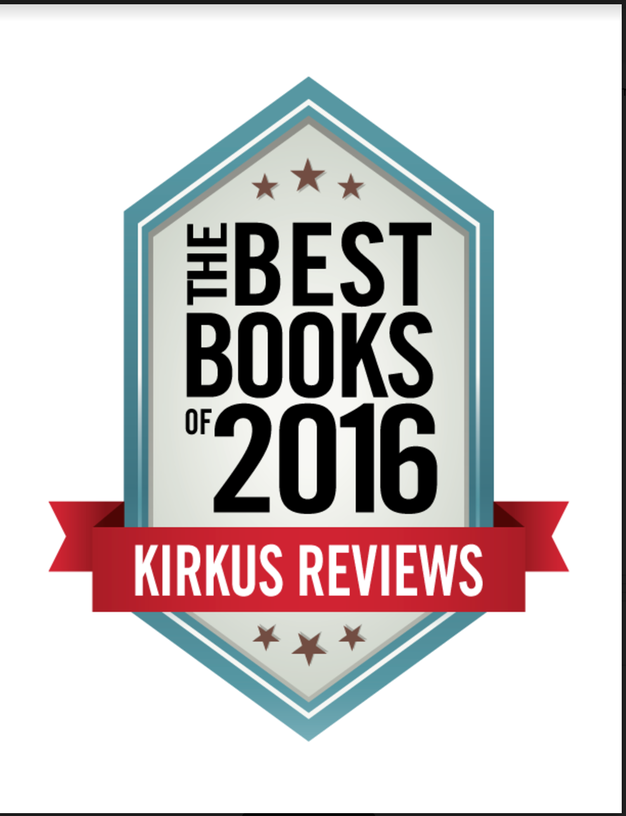 THE BEST
BOOKS
OF 2016
KIRKUS REVIEWS